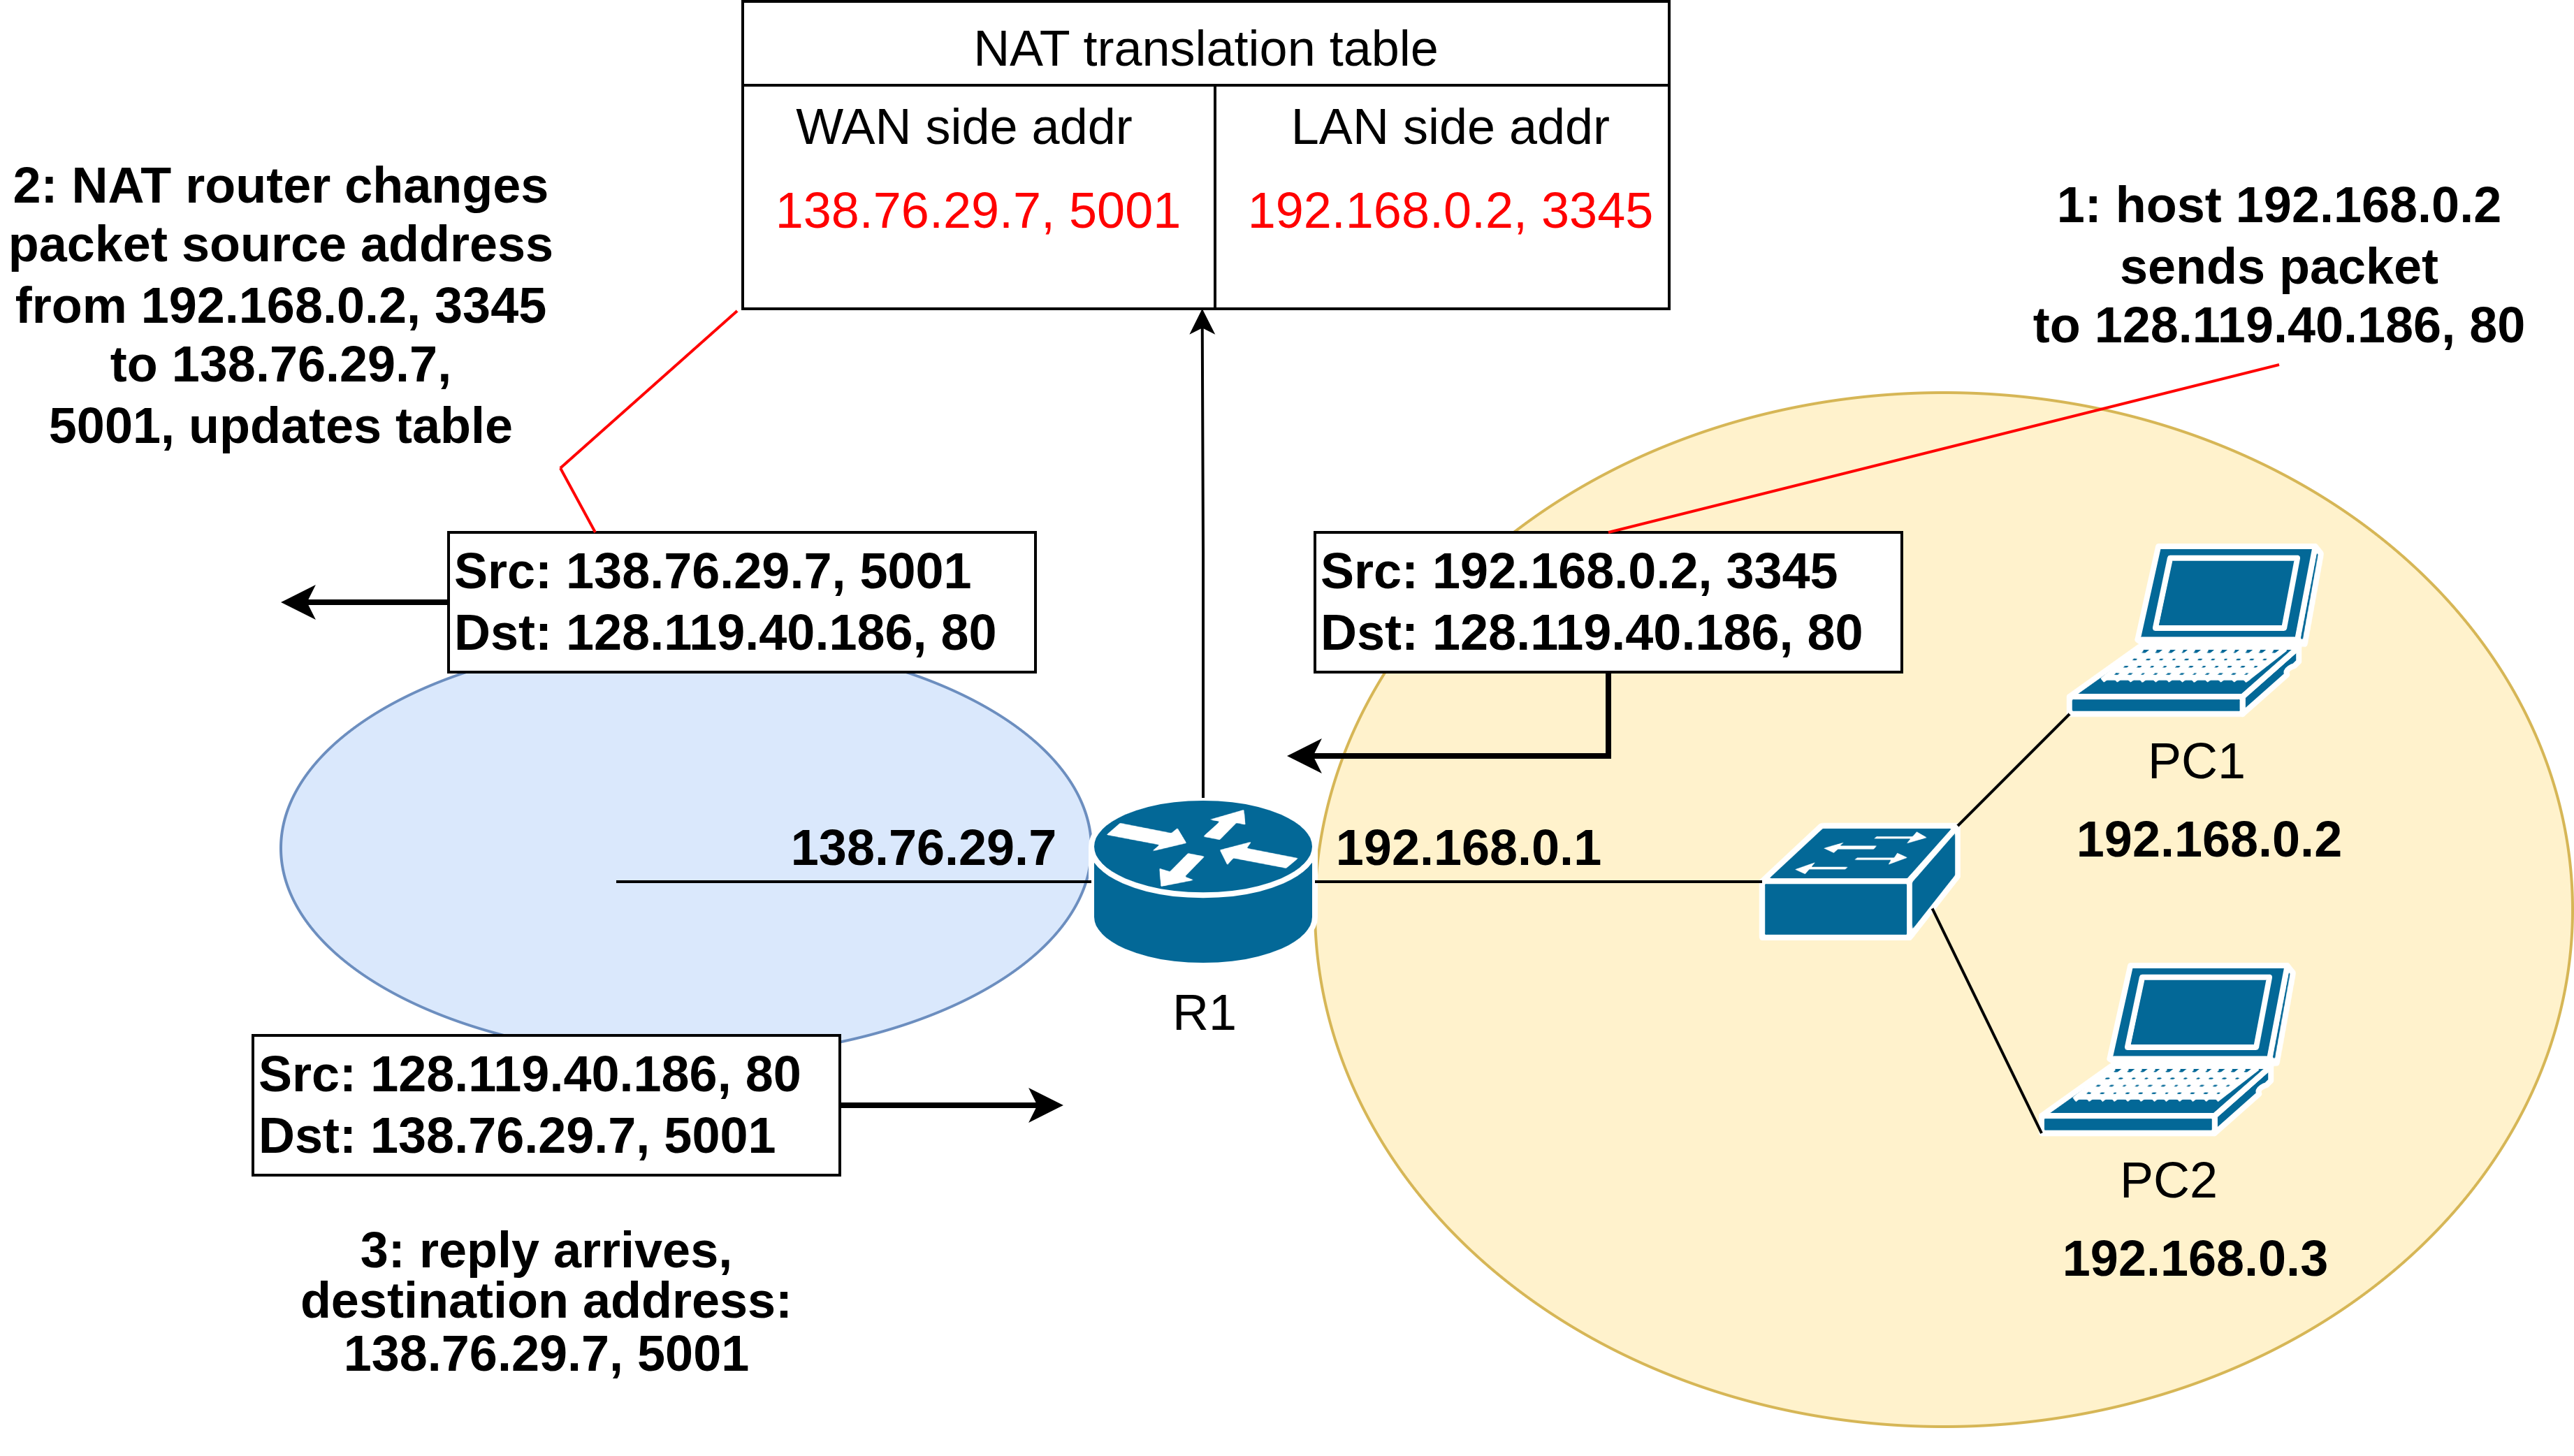 NAT translation table
WAN side addr
LAN side addr
138.76.29.7, 5001
192.168.0.2, 3345
2: NAT router changes
packet source address
from 192.168.0.2, 3345
to 138.76.29.7,
5001, updates table
1: host 192.168.0.2
sends packet
to 128.119.40.186, 80
Src: 138.76.29.7, 5001
Dst: 128.119.40.186, 80
Src: 192.168.0.2, 3345
Dst: 128.119.40.186, 80
PC1
192.168.0.2
138.76.29.7
192.168.0.1
R1
Src: 128.119.40.186, 80
Dst: 138.76.29.7, 5001
PC2
192.168.0.3
3: reply arrives,
destination address:
138.76.29.7, 5001